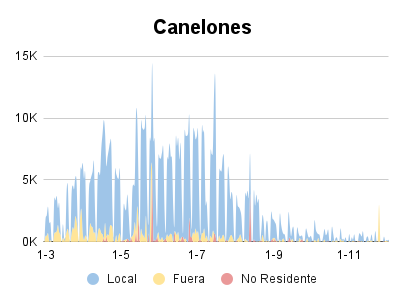 Canelones
15K
10K
5K
0K
1-3 1-5 1-7 1-9 1-11
Local Fuera No Residente